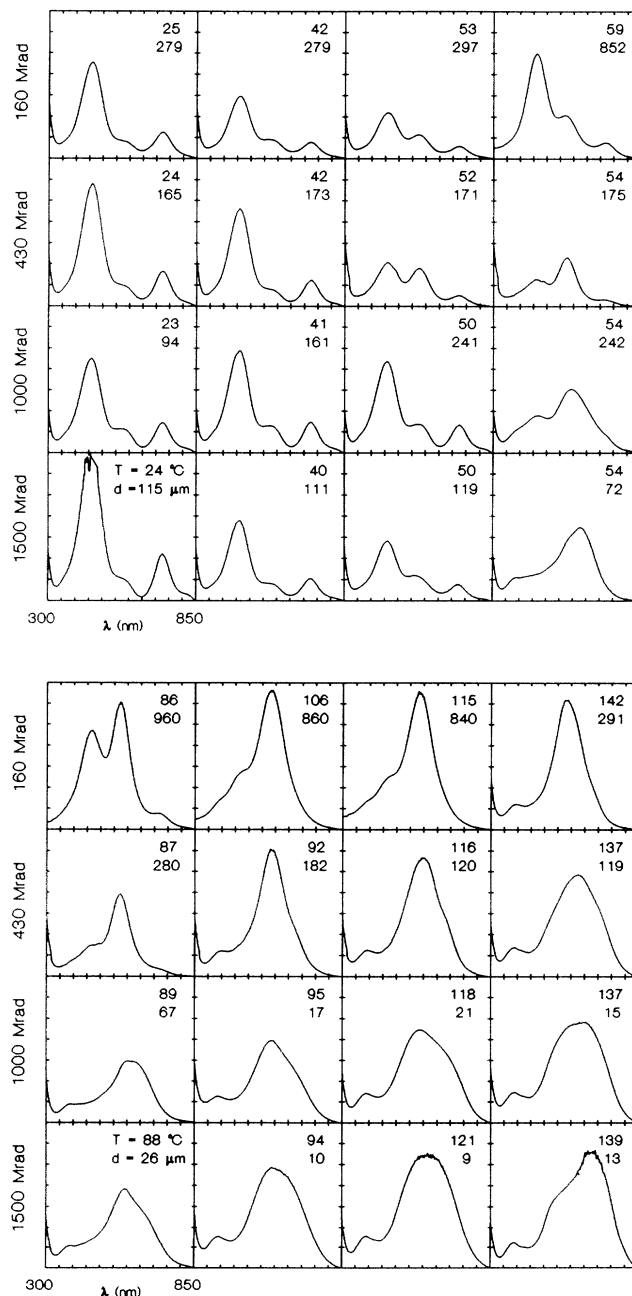 160 Mrad
25 42 53 59
279 279 297 852
430 Mrad
24 42 52 54
165 173 171 175
1000 Mrad
23 41 50 54
94 161 241 242
1500 Mrad
T = 24 °C 40 50 54
d =115 µm 111 119 72
300 850
λ (nm)
160 Mrad
86 106 115 142
960 860 840 291
430 Mrad
87 92 116 137
280 182 120 119
1000 Mrad
89 95 118 137
67 17 21 15
1500 Mrad
T = 88 °C 94 121 139
d = 26 µm 10 9 13
300 850
λ (nm)